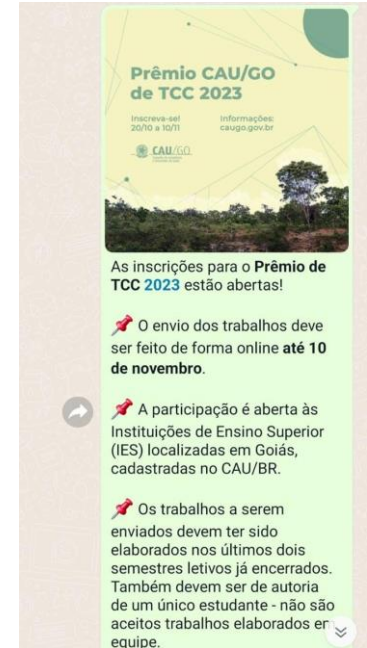 Prêmio CAU/GO
de TCC 2023
Inscreva-se!
20/10 a 10/11
Informações:
caugo.gov.br
CAU/GO
As inscrições para o Prêmio de
TCC 2023 estão abertas!
O envio dos trabalhos deve
ser feito de forma online até 10
de novembro.
A participação é aberta às
Instituições de Ensino Superior
(IES) localizadas em Goiás,
cadastradas no CAU/BR.
Os trabalhos a serem
enviados devem ter sido
elaborados nos últimos dois
semestres letivos já encerrados.
Também devem ser de autoria
de um único estudante - não são
aceitos trabalhos elaborados em
equipe.